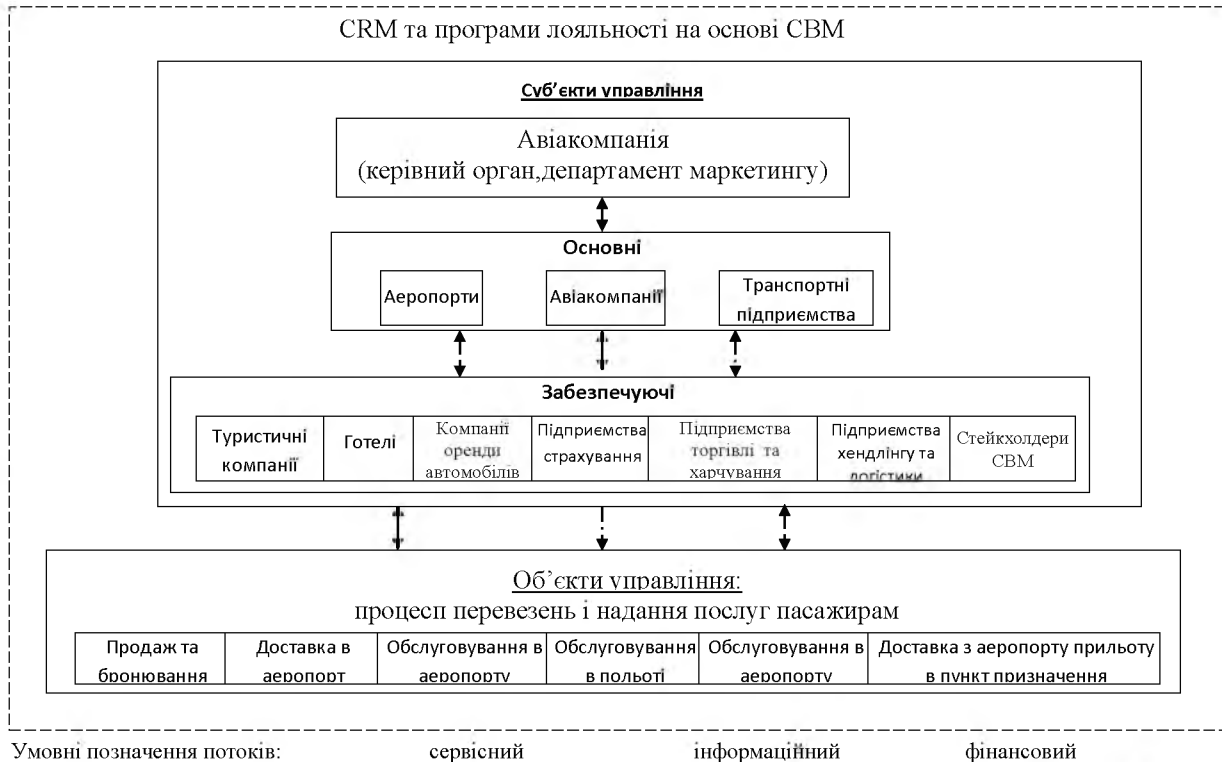 CRM та програми лояльності на основі СВМ
Суб’єкти управління
Авіакомпанія
(керівний орган,департамент маркетингу)
Основні
Аеропорти
Авіакомпанії
Транспортні
підприємства
Забезпечуючі
Туристичні
компанії
Готелі
Компанії
оренди
автомобілів
Підприємства
страхування
Підприємства
торгівлі та
харчування
Підприємства
хендлінгу та
логістики
Стейкхолдери
СВМ
Об’єкти управління:
процесп перевезень і надання послуг пасажирам
Продаж та
бронювання
Доставка в
аеропорт
Обслуговування в
аеропорту
Обслуговування
в польоті
Обслуговування в
аеропорту
Доставка з аеропорту прильоту
в пункт призначення
Умовні позначення потоків: сервісний інформаційний фінансовий